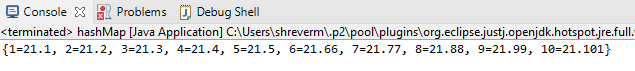 Console Problems Debug Shell
<terminated> hashMap [Java Application] C:\Users\shreverm\.p2\pool\plugins\org.eclipse.justj.openjdk.hotspot.jre.full.
{1=21.1, 2=21.2, 3=21.3, 4=21.4, 5=21.5, 6=21.66, 7=21.77, 8=21.88, 9=21.99, 10=21.101}